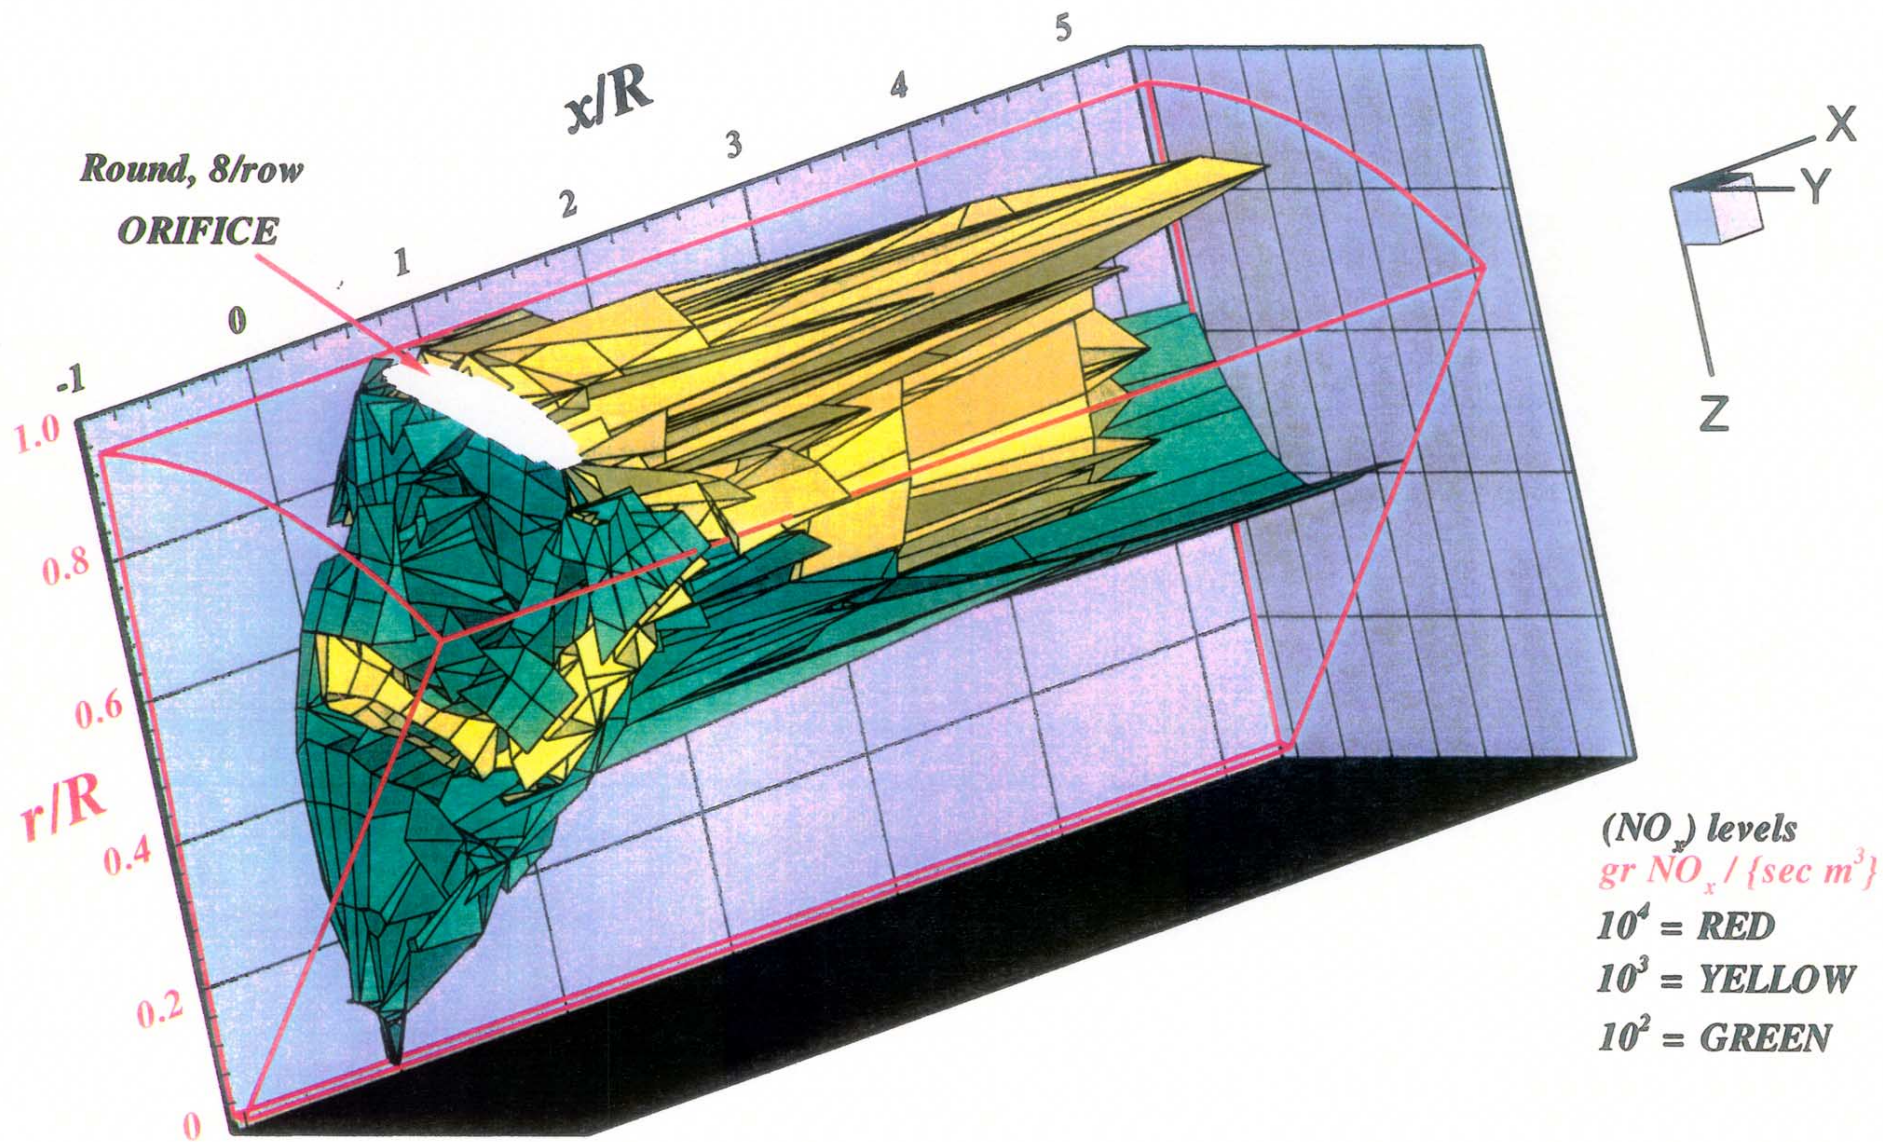 x/R
-1
0
1
2
3
4
5
Round, 8/row
ORIFICE
1.0
0.8
0.6
0.4
0.2
0
r/R
X
Y
Z
(NOₓ) levels
gr NOₓ / {sec m³}
10⁴ = RED
10³ = YELLOW
10² = GREEN